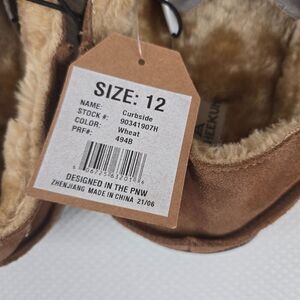 SIZE: 12
NAME: Curbside
STOCK #: 90341907H
COLOR: Wheat
PRF#: 494B
DESIGNED IN THE PNW
ZHENJIANG MADE IN CHINA 21/06